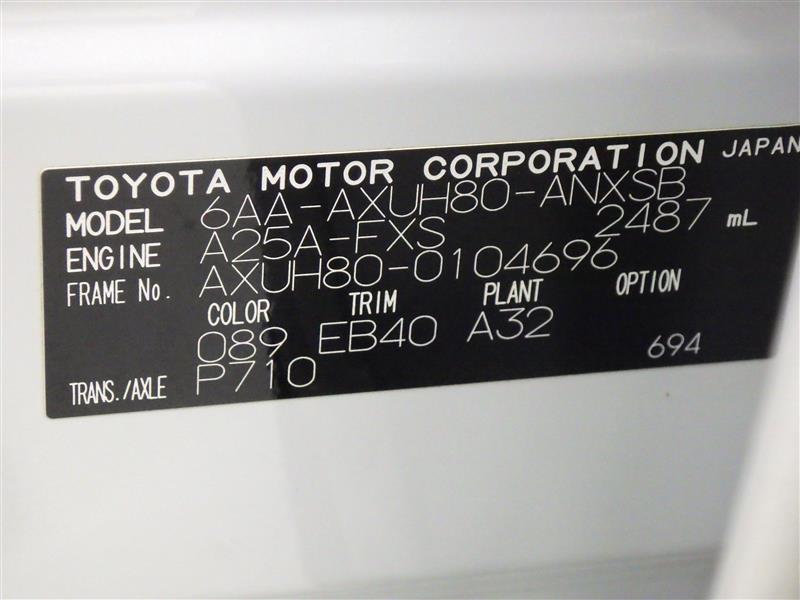 TOYOTA MOTOR CORPORATION JAPAN
MODEL 6AA-AXUH80-ANXSB
ENGINE A25A-FXS 2487 mL
FRAME No. AXUH80-0104696
COLOR TRIM PLANT OPTION
089 EB40 A32
TRANS./AXLE P710 694